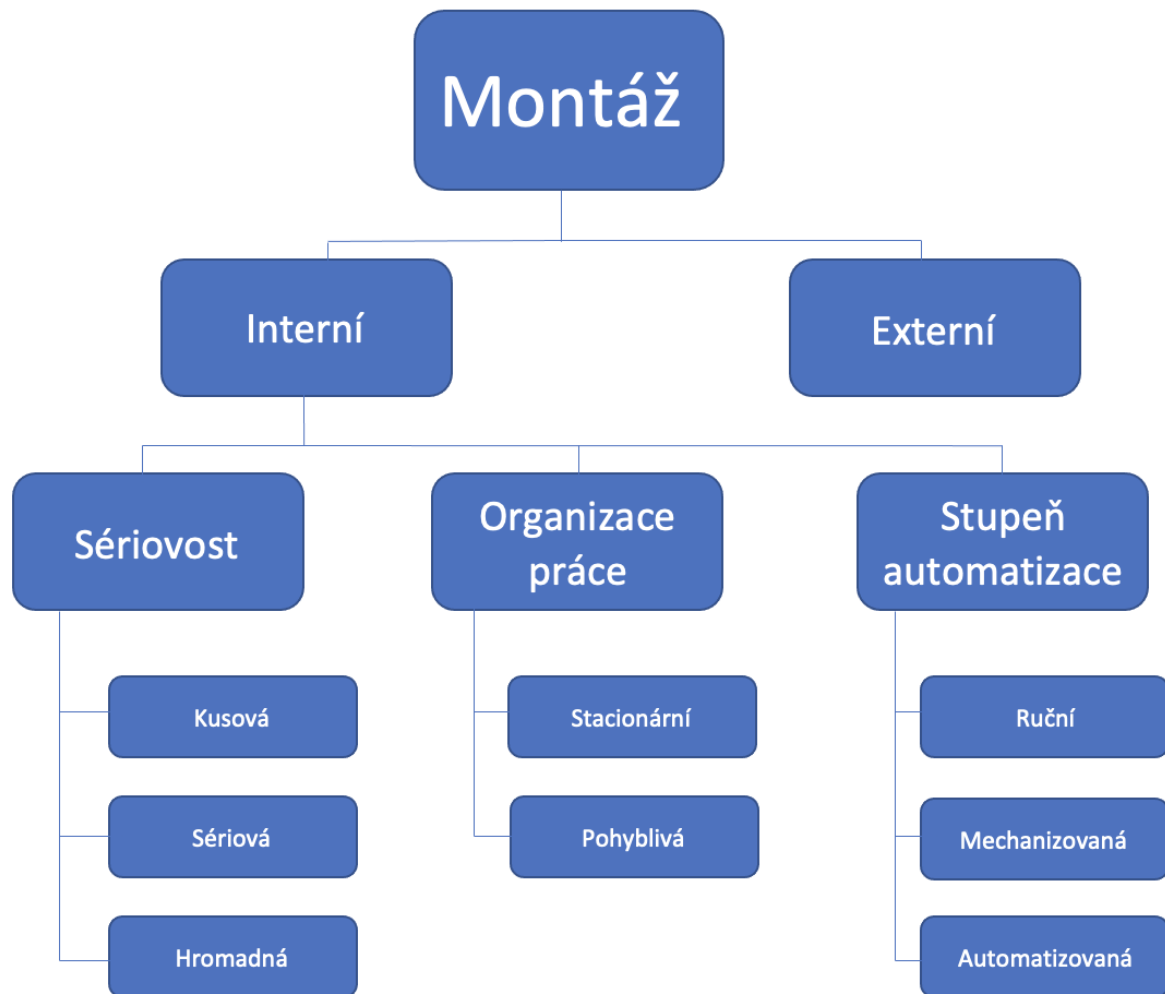 Montáž
Interní
Externí
Sériovost
Organizace
práce
Stupeň
automatizace
Kusová
Stacionární
Ruční
Sériová
Pohyblivá
Mechanizovaná
Hromadná
Automatizovaná